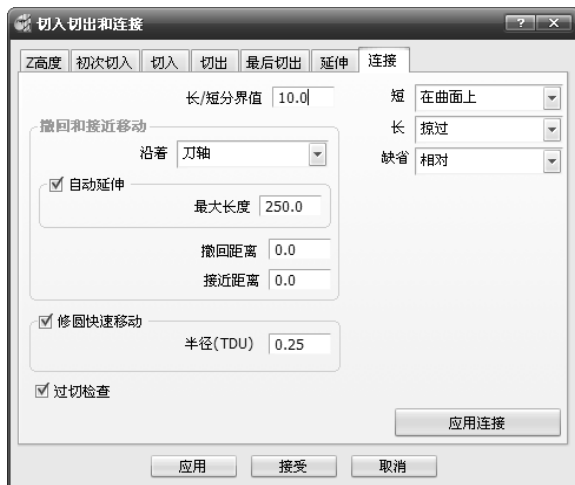 切入切出和连接
Z高度 初次切入 切入 切出 最后切出 延伸 连接
长/短分界值 10.0
短 在曲面上
撤回和接近移动
长 掠过
沿着 刀轴
缺省 相对
自动延伸
最大长度 250.0
撤回距离 0.0
接近距离 0.0
修圆快速移动
半径(TDU) 0.25
过切检查
应用连接
应用 接受 取消